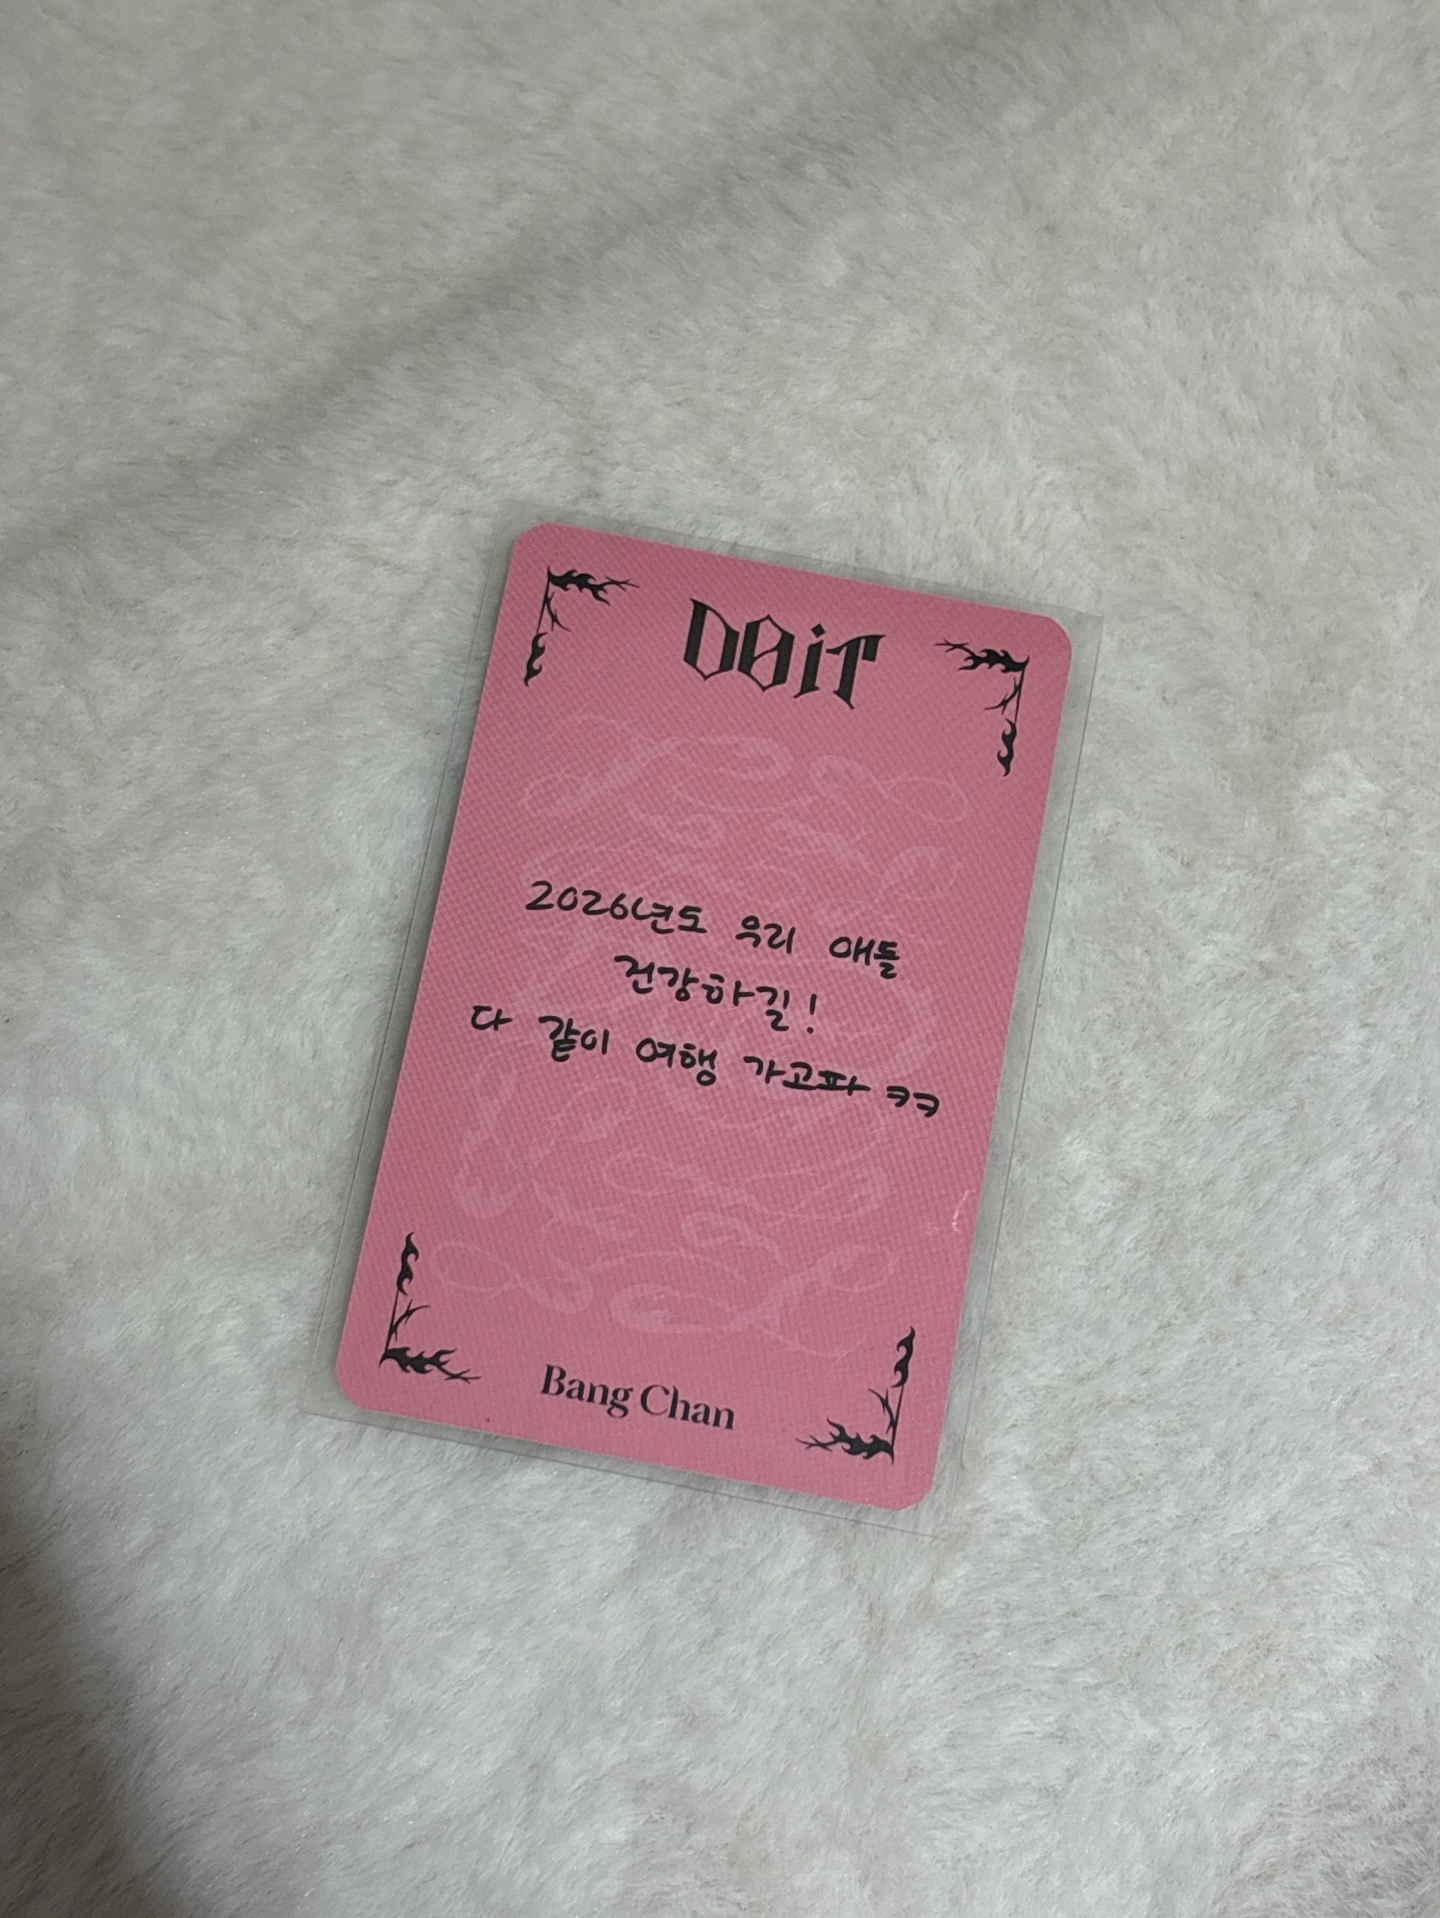 DO iT
2026년도 우리 애들
건강하길!
다 같이 여행 가고파 ㅋㅋ
Bang Chan